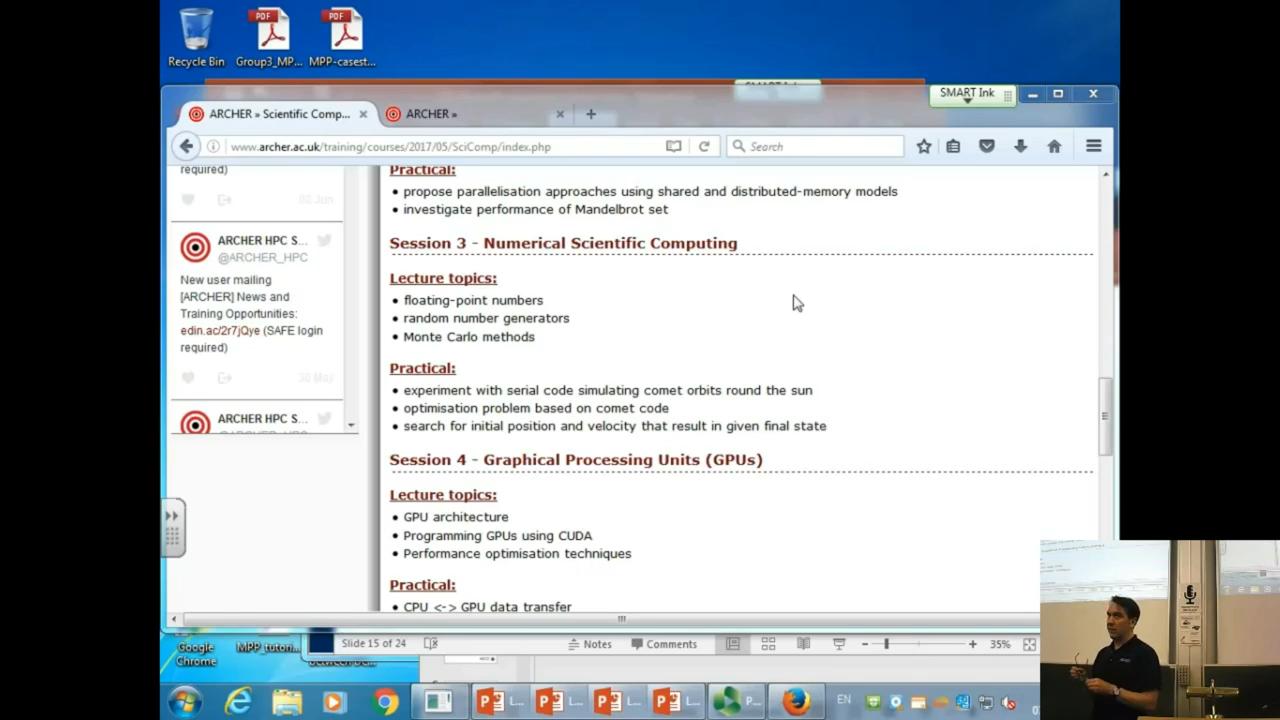 Recycle Bin
Group3_MP...
MPP-casest...
SMART Ink
ARCHER » Scientific Comp...
ARCHER »
www.archer.ac.uk/training/courses/2017/05/SciComp/index.php
Search
required)
02 Jun
ARCHER HPC S...
@ARCHER_HPC
New user mailing
[ARCHER] News and
Training Opportunities:
edin.ac/2r7jQye (SAFE login
required)
30 May
ARCHER HPC S...
Practical:
• propose parallelisation approaches using shared and distributed-memory models
• investigate performance of Mandelbrot set
Session 3 - Numerical Scientific Computing
Lecture topics:
• floating-point numbers
• random number generators
• Monte Carlo methods
Practical:
• experiment with serial code simulating comet orbits round the sun
• optimisation problem based on comet code
• search for initial position and velocity that result in given final state
Session 4 - Graphical Processing Units (GPUs)
Lecture topics:
• GPU architecture
• Programming GPUs using CUDA
• Performance optimisation techniques
Practical:
• CPU <-> GPU data transfer
Google
Chrome
MPP_tutori...
Slide 15 of 24
Notes
Comments
35%
L...
L...
L...
L...
P...
EN